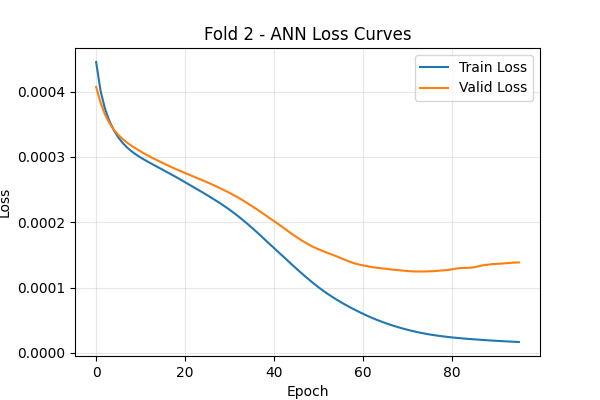 Fold 2 - ANN Loss Curves
Train Loss
Valid Loss
Loss
0.0004
0.0003
0.0002
0.0001
0.0000
0 20 40 60 80
Epoch